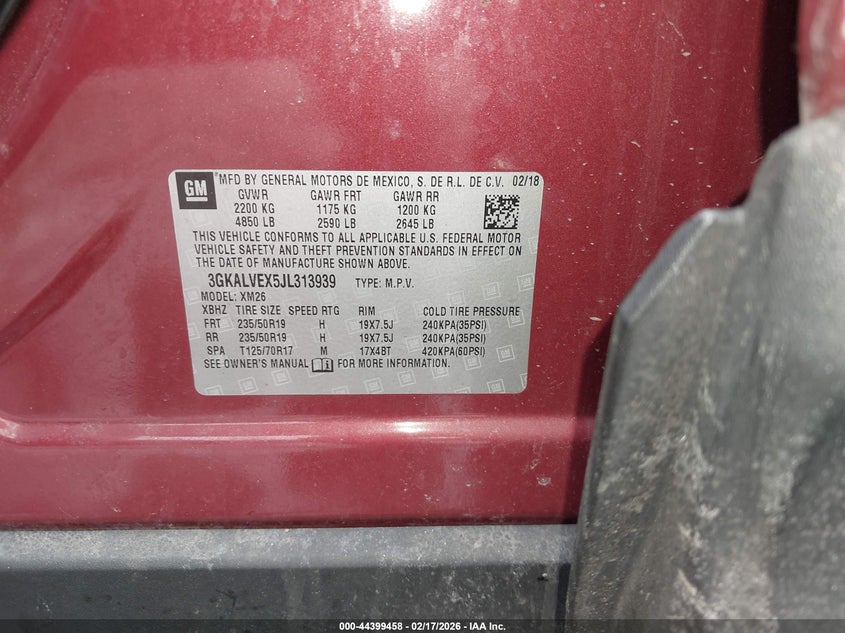 GM MFD BY GENERAL MOTORS DE MEXICO, S. DE R.L. DE C.V. 02/18
GVWR GAWR FRT GAWR RR
2200 KG 1175 KG 1200 KG
4850 LB 2590 LB 2645 LB
THIS VEHICLE CONFORMS TO ALL APPLICABLE U.S. FEDERAL MOTOR
VEHICLE SAFETY AND THEFT PREVENTION STANDARDS IN EFFECT ON
THE DATE OF MANUFACTURE SHOWN ABOVE.
3GKALVEX5JL313939 TYPE: M.P.V.
MODEL: XM26
XBHZ TIRE SIZE SPEED RTG RIM COLD TIRE PRESSURE
FRT 235/50R19 H 19X7.5J 240KPA(35PSI)
RR 235/50R19 H 19X7.5J 240KPA(35PSI)
SPA T125/70R17 M 17X4BT 420KPA(60PSI)
SEE OWNER'S MANUAL FOR MORE INFORMATION.
000-44399458 - 02/17/2026 - IAA Inc.